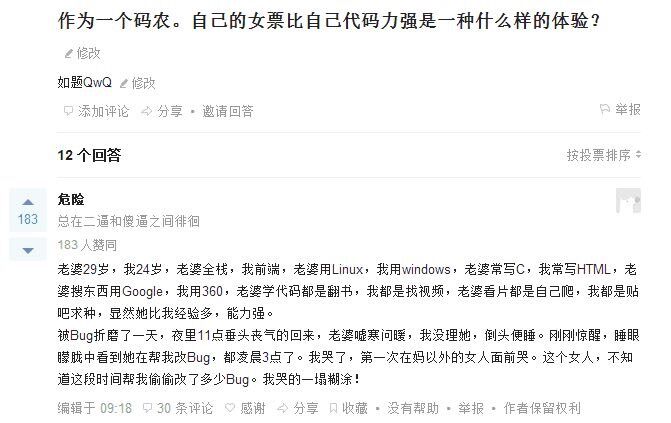 作为一个码农。自己的女票比自己代码力强是一种什么样的体验？
修改
如题QwQ 修改
添加评论 分享 • 邀请回答 举报
12 个回答 按投票排序
危险
183 总在二逼和傻逼之间徘徊
183 人赞同
老婆29岁，我24岁，老婆全栈，我前端，老婆用Linux，我用windows，老婆常写C，我常写HTML，老
婆搜东西用Google，我用360，老婆学代码都是翻书，我都是找视频，老婆看片都是自己爬，我都是贴
吧求种，显然她比我经验多，能力强。
被Bug折磨了一天，夜里11点垂头丧气的回来，老婆嘘寒问暖，我没理她，倒头便睡。刚刚惊醒，睡眼
朦胧中看到她在帮我改Bug，都凌晨3点了。我哭了，第一次在妈以外的女人面前哭。这个女人，不知
道这段时间帮我偷偷改了多少Bug。我哭的一塌糊涂！
编辑于 09:18 30 条评论 感谢 分享 收藏 • 没有帮助 • 举报 • 作者保留权利